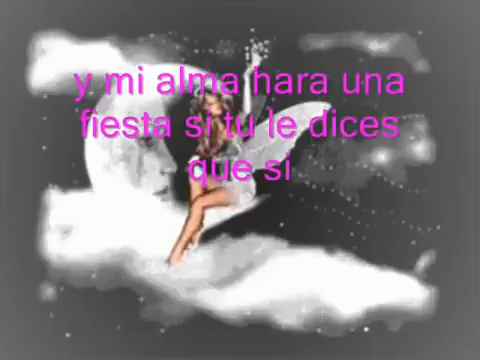 y mi alma hara una
fiesta si tu le dices
que si